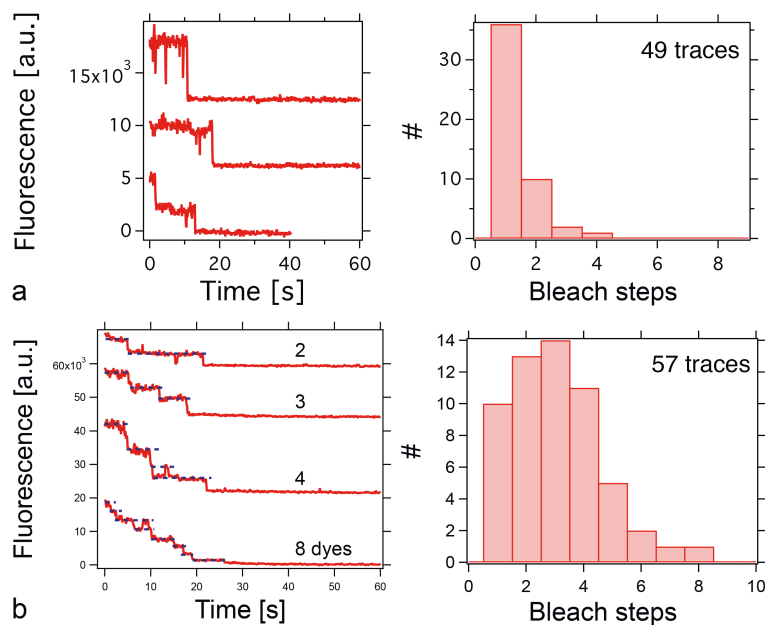 Fluorescence [a.u.]
15x10³
10
5
0
0 20 40 60
Time [s]
a
#
30
20
10
0
49 traces
0 2 4 6 8
Bleach steps
Fluorescence [a.u.]
60x10³
50
40
30
20
10
0
2
3
4
8 dyes
0 10 20 30 40 50 60
Time [s]
b
#
14
12
10
8
6
4
2
0
57 traces
0 2 4 6 8 10
Bleach steps